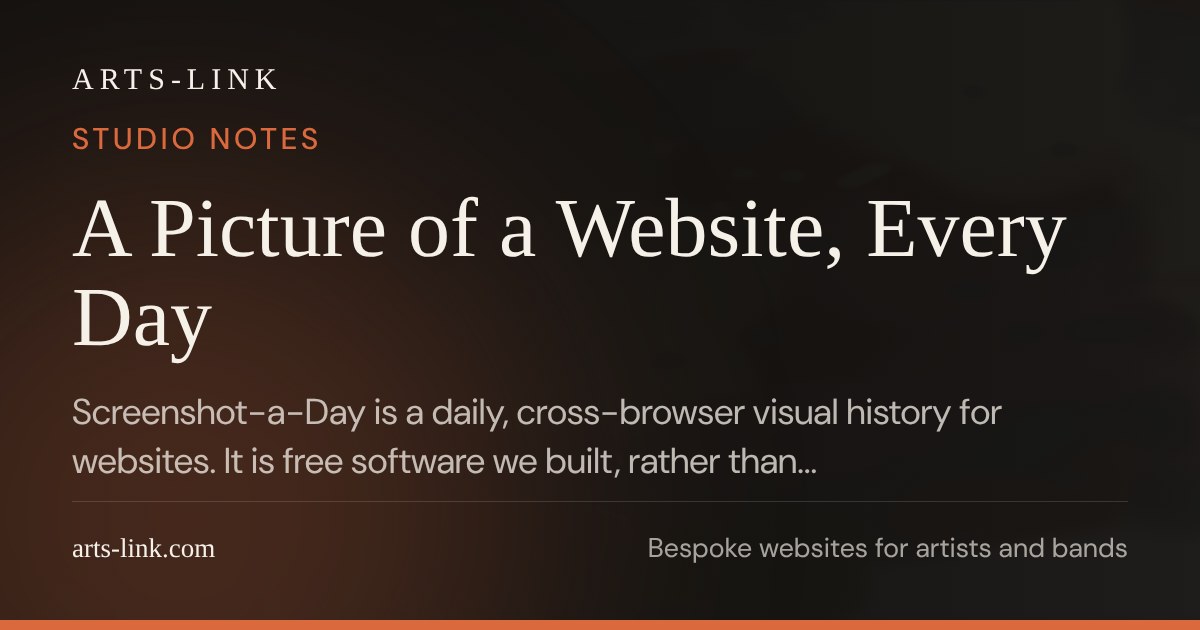 ARTS-LINK
STUDIO NOTES
A Picture of a Website, Every
Day
Screenshot-a-Day is a daily, cross-browser visual history for
websites. It is free software we built, rather than...
arts-link.com
Bespoke websites for artists and bands